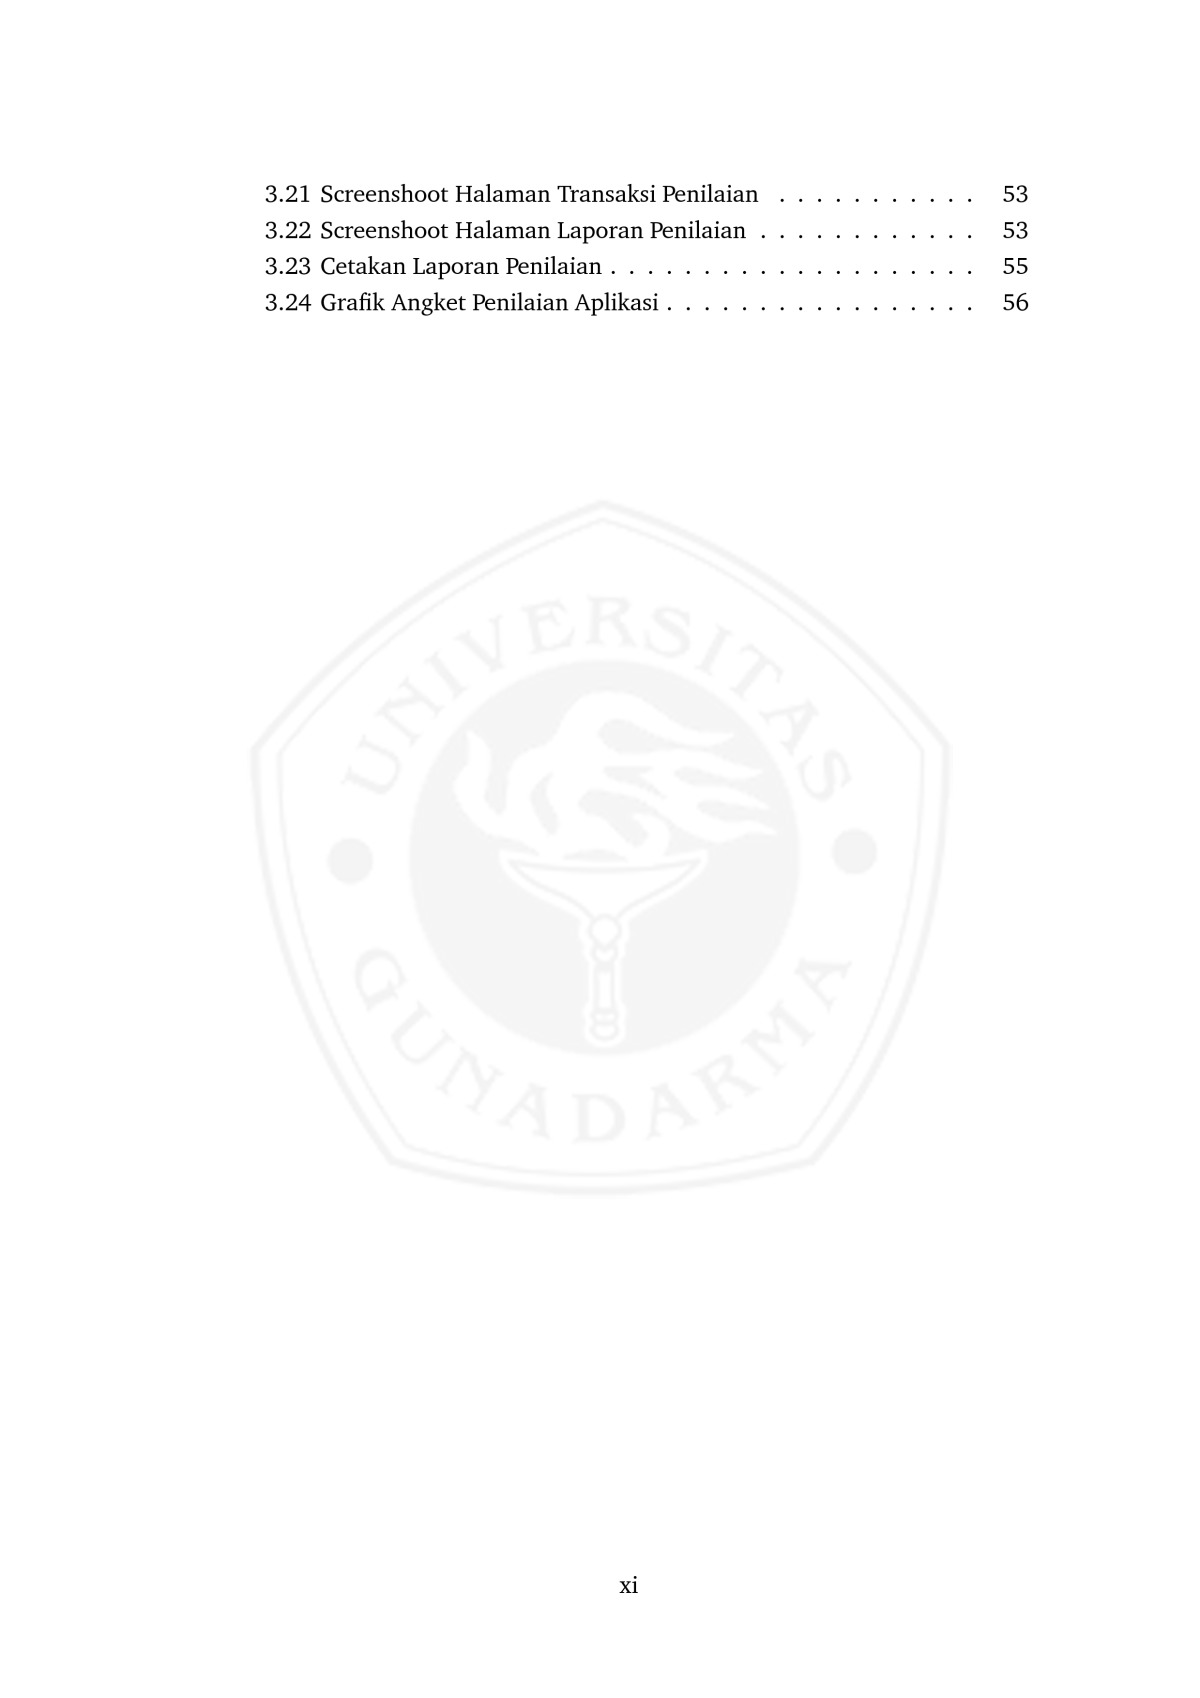 3.21 Screenshoot Halaman Transaksi Penilaian . . . . . . . . . . . 53
3.22 Screenshoot Halaman Laporan Penilaian . . . . . . . . . . . . 53
3.23 Cetakan Laporan Penilaian . . . . . . . . . . . . . . . . . . . . 55
3.24 Grafik Angket Penilaian Aplikasi . . . . . . . . . . . . . . . . . 56
UNIVERSITAS
GUNADARMA
xi